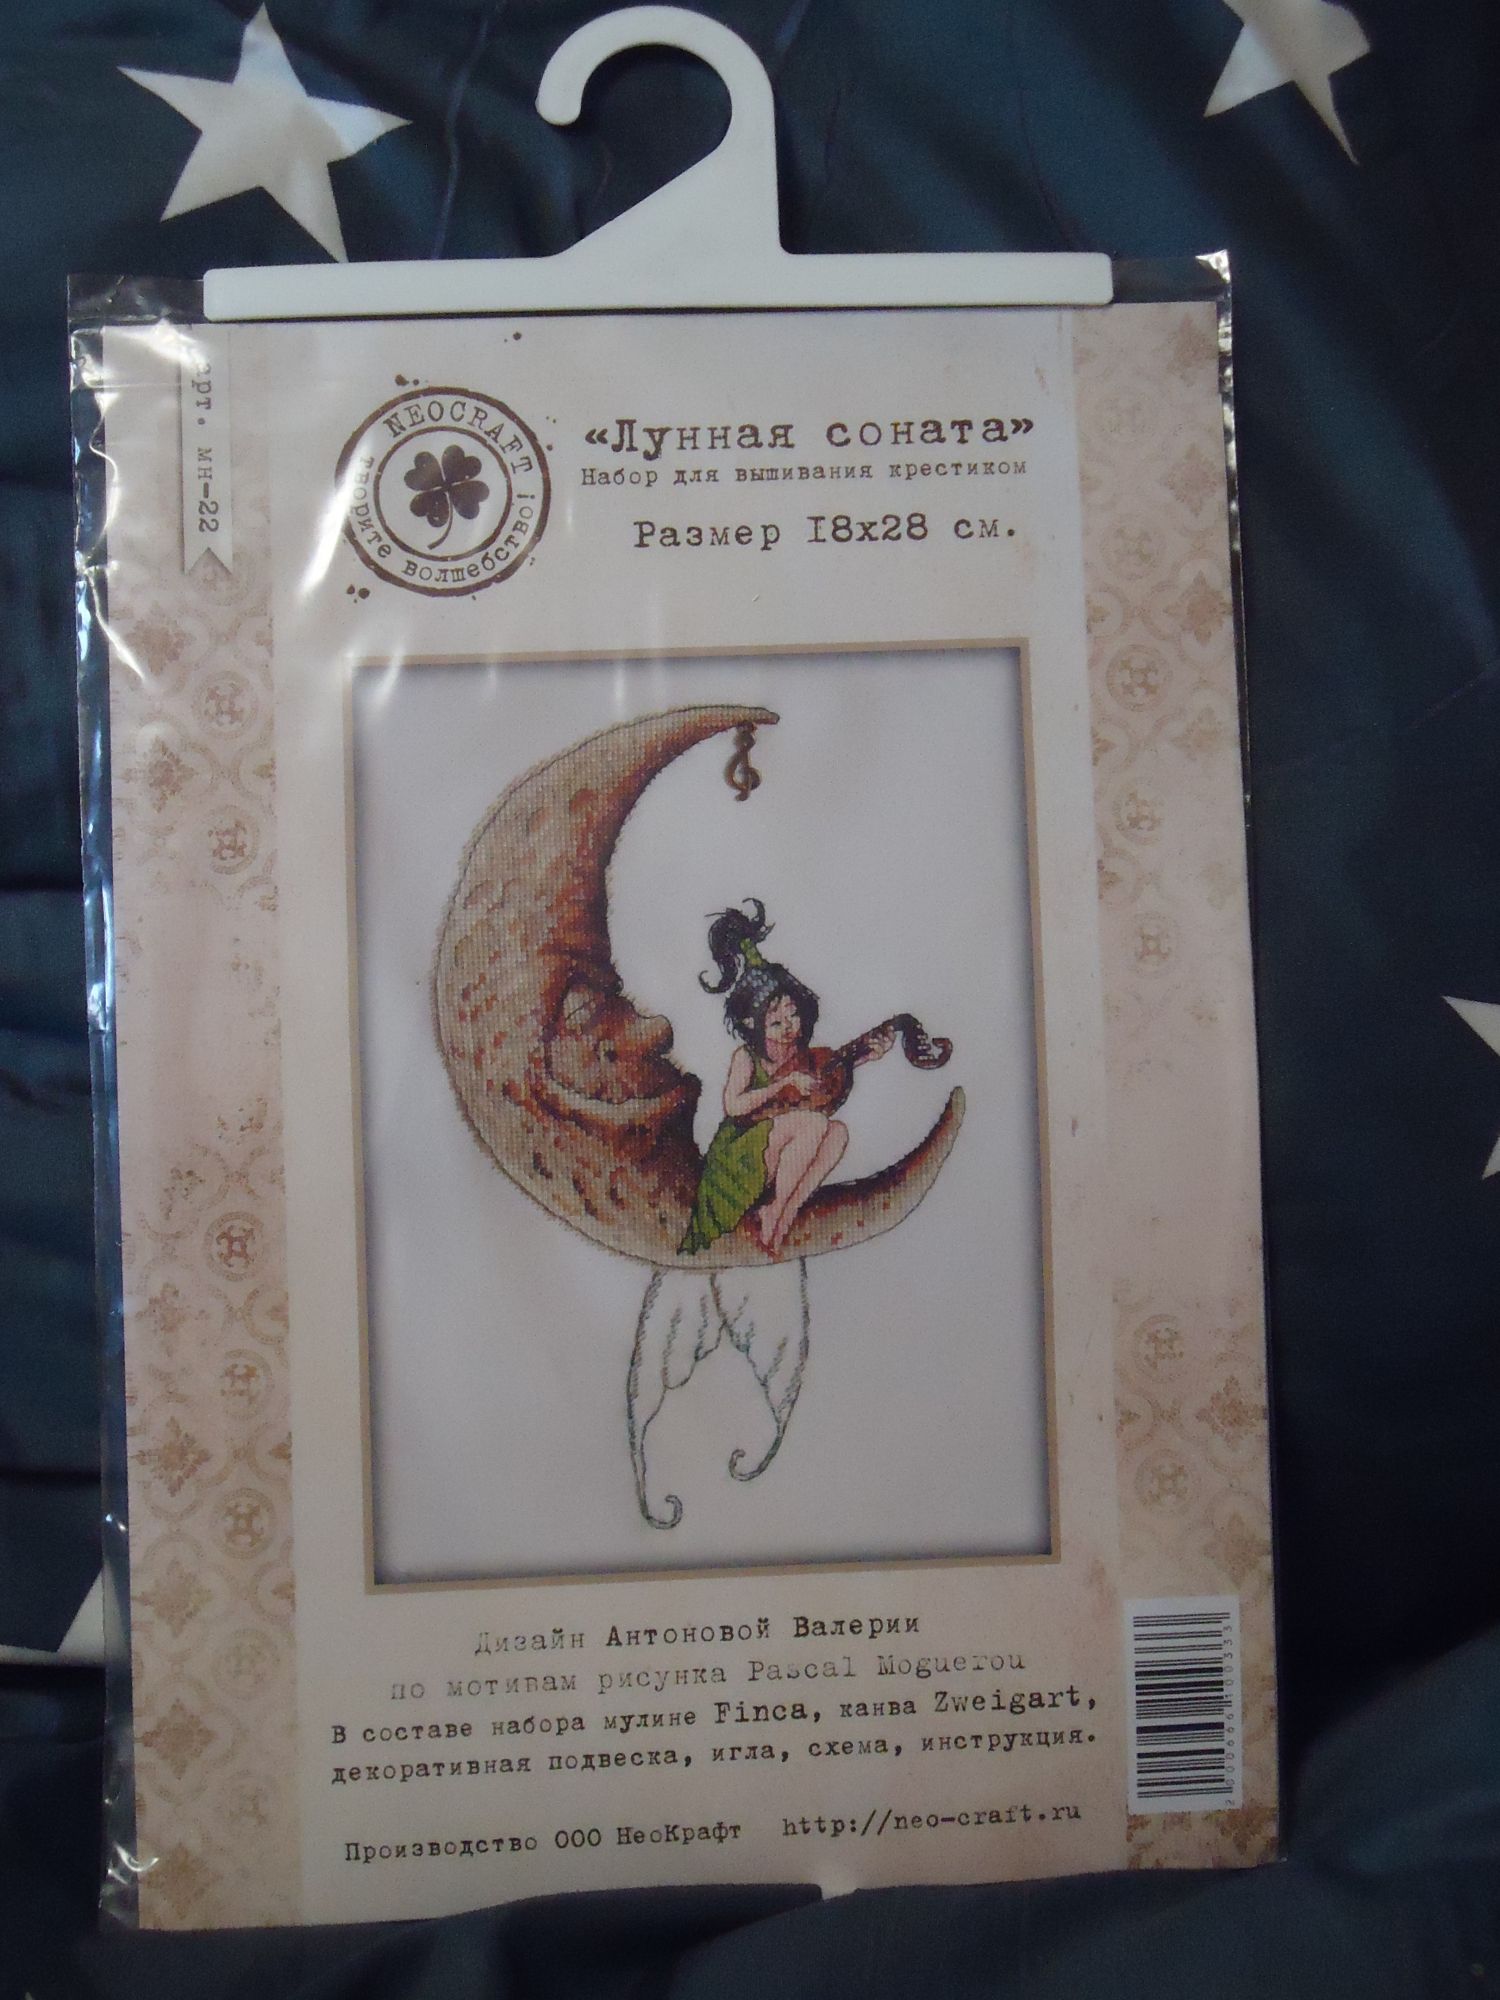 арт. мн-22
NEOCRAFT
творите волшебство!
«Лунная соната»
Набор для вышивания крестиком
Размер 18x28 см.
Дизайн Антоновой Валерии
по мотивам рисунка Pascal Moguerou
В составе набора мулине Finca, канва Zweigart,
декоративная подвеска, игла, схема, инструкция.
Производство ООО НеоКрафт http://neo-craft.ru